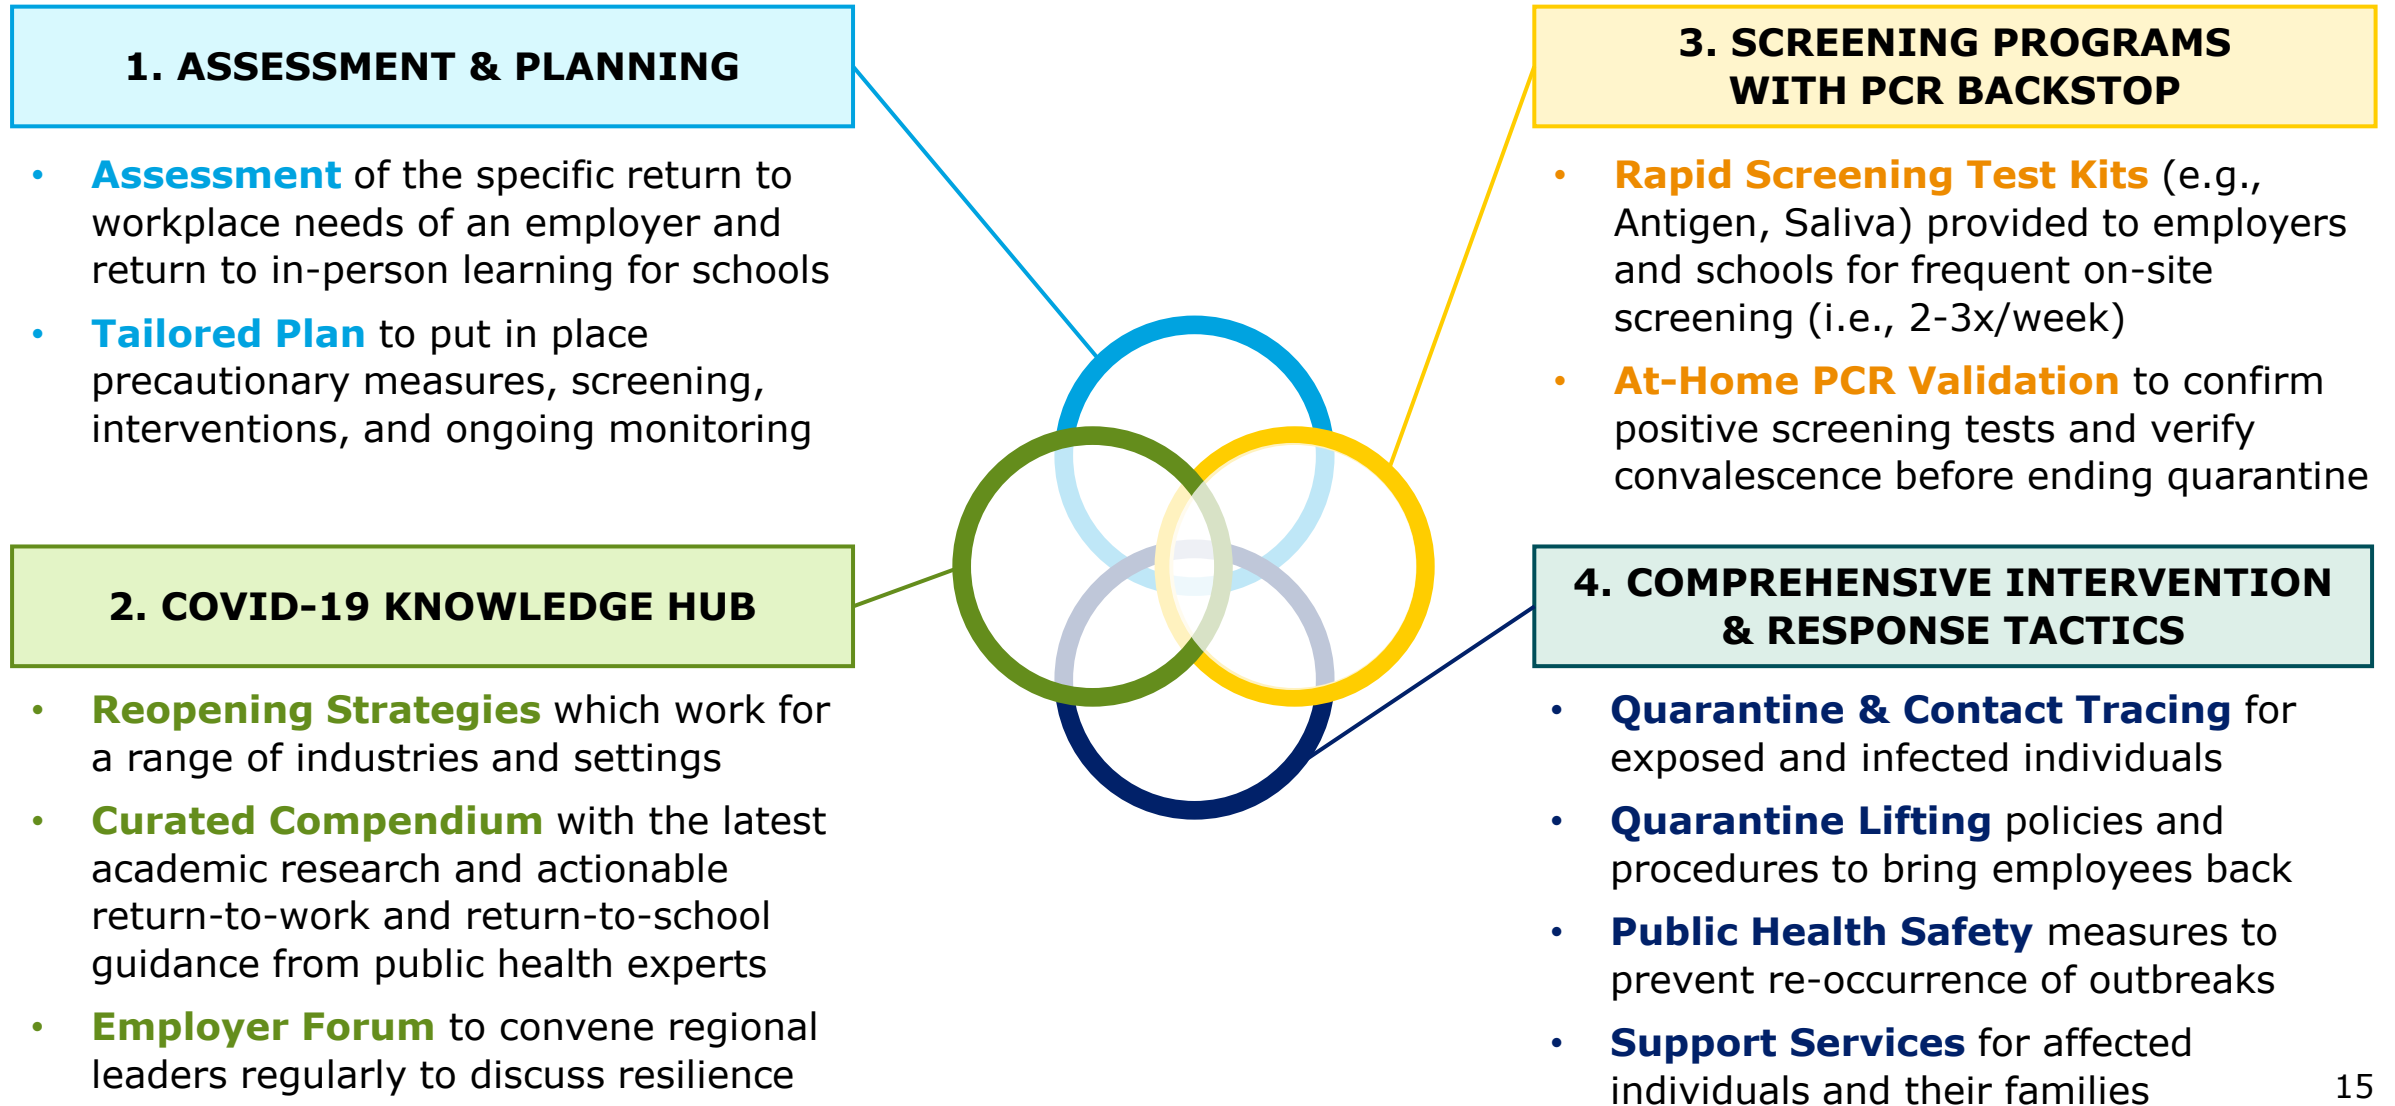 1. ASSESSMENT & PLANNING
• Assessment of the specific return to
workplace needs of an employer and
return to in-person learning for schools
• Tailored Plan to put in place
precautionary measures, screening,
interventions, and ongoing monitoring
2. COVID-19 KNOWLEDGE HUB
• Reopening Strategies which work for
a range of industries and settings
• Curated Compendium with the latest
academic research and actionable
return-to-work and return-to-school
guidance from public health experts
• Employer Forum to convene regional
leaders regularly to discuss resilience
3. SCREENING PROGRAMS
WITH PCR BACKSTOP
• Rapid Screening Test Kits (e.g.,
Antigen, Saliva) provided to employers
and schools for frequent on-site
screening (i.e., 2-3x/week)
• At-Home PCR Validation to confirm
positive screening tests and verify
convalescence before ending quarantine
4. COMPREHENSIVE INTERVENTION
& RESPONSE TACTICS
• Quarantine & Contact Tracing for
exposed and infected individuals
• Quarantine Lifting policies and
procedures to bring employees back
• Public Health Safety measures to
prevent re-occurrence of outbreaks
• Support Services for affected
individuals and their families
15